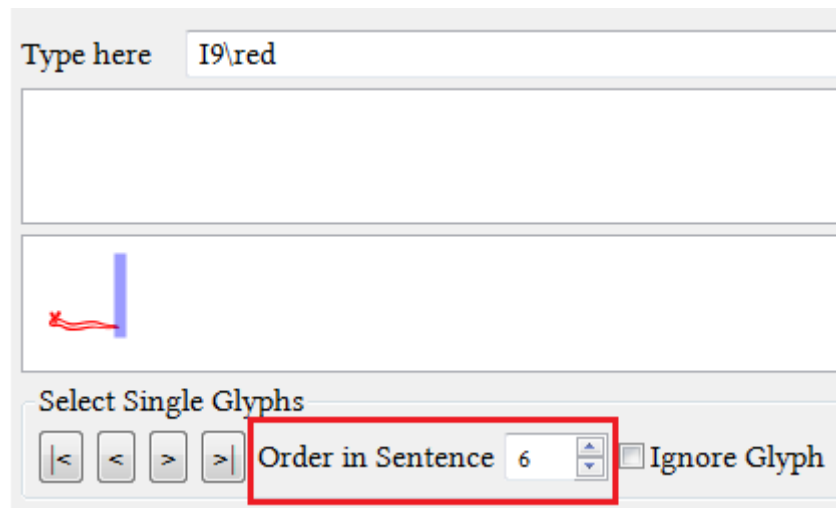 Type here I9\red
Select Single Glyphs
|< < > >| Order in Sentence 6 Ignore Glyph